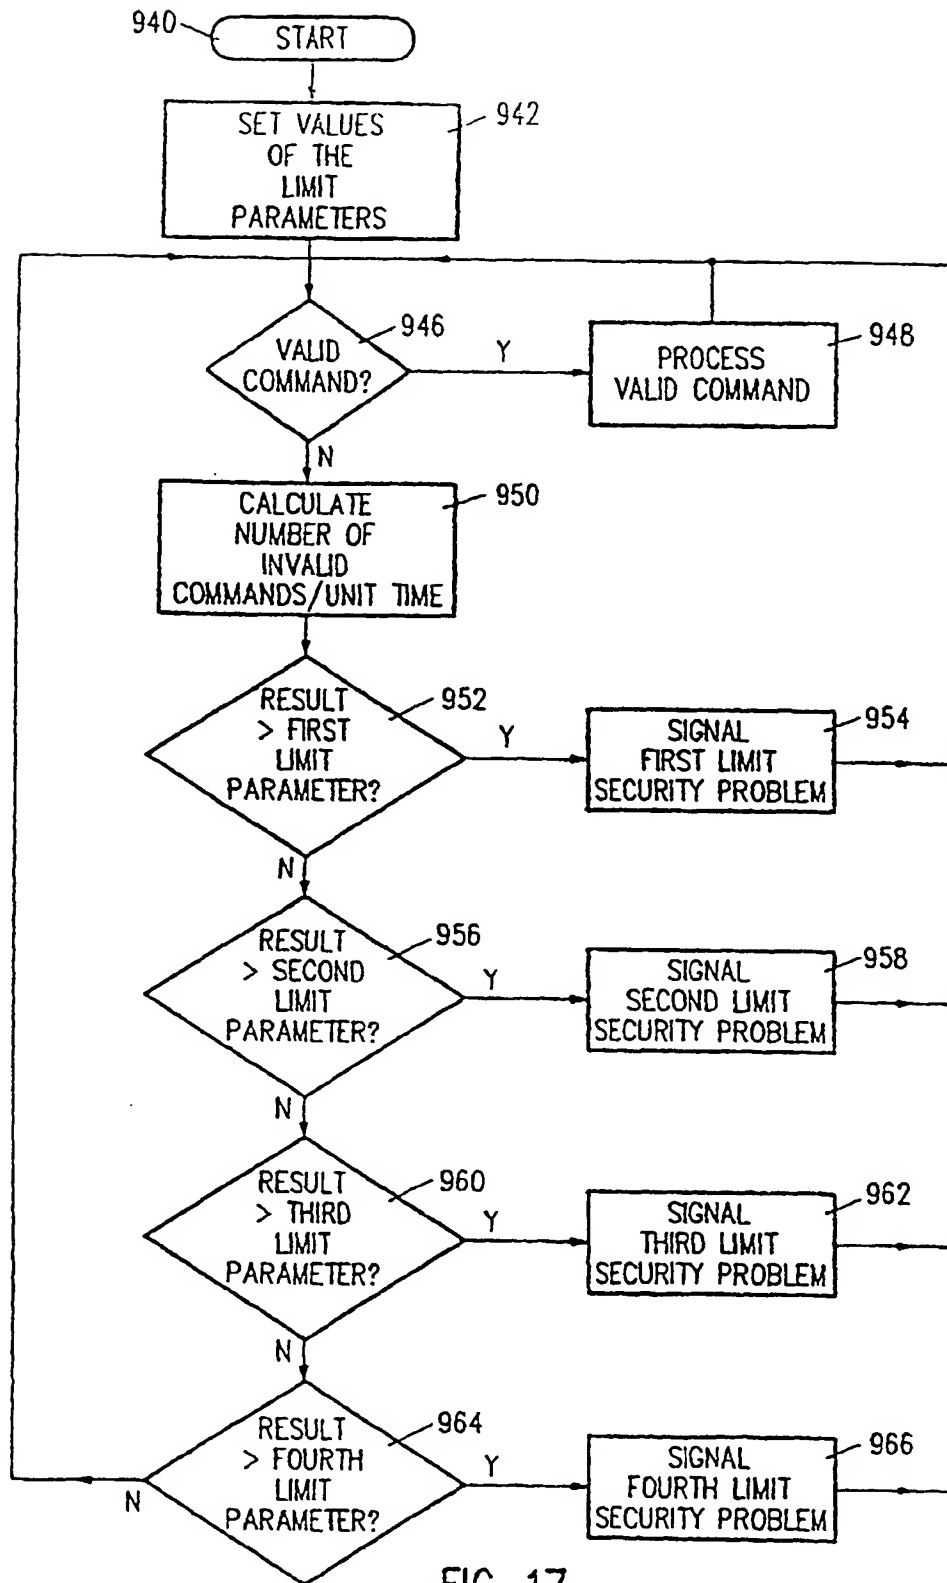 940
START
SET VALUES
OF THE
LIMIT
PARAMETERS
942
946
VALID
COMMAND?
Y
N
PROCESS
VALID COMMAND
948
CALCULATE
NUMBER OF
INVALID
COMMANDS/UNIT TIME
950
RESULT
> FIRST
LIMIT
PARAMETER?
952
Y
N
SIGNAL
FIRST LIMIT
SECURITY PROBLEM
954
RESULT
> SECOND
LIMIT
PARAMETER?
956
Y
N
SIGNAL
SECOND LIMIT
SECURITY PROBLEM
958
RESULT
> THIRD
LIMIT
PARAMETER?
960
Y
N
SIGNAL
THIRD LIMIT
SECURITY PROBLEM
962
RESULT
> FOURTH
LIMIT
PARAMETER?
964
Y
N
SIGNAL
FOURTH LIMIT
SECURITY PROBLEM
966
FIG. 17